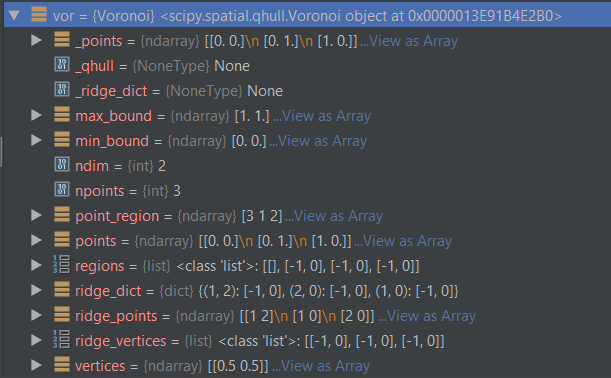 vor = {Voronoi} <scipy.spatial.qhull.Voronoi object at 0x0000013E91B4E2B0>
_points = {ndarray} [[0. 0.]\n [0. 1.]\n [1. 0.]] ...View as Array
_qhull = {NoneType} None
_ridge_dict = {NoneType} None
max_bound = {ndarray} [1. 1.] ...View as Array
min_bound = {ndarray} [0. 0.] ...View as Array
ndim = {int} 2
npoints = {int} 3
point_region = {ndarray} [3 1 2] ...View as Array
points = {ndarray} [[0. 0.]\n [0. 1.]\n [1. 0.]] ...View as Array
regions = {list} <class 'list'>: [[], [-1, 0], [-1, 0], [-1, 0]]
ridge_dict = {dict} {(1, 2): [-1, 0], (2, 0): [-1, 0], (1, 0): [-1, 0]}
ridge_points = {ndarray} [[1 2]\n [1 0]\n [2 0]] ...View as Array
ridge_vertices = {list} <class 'list'>: [[-1, 0], [-1, 0], [-1, 0]]
vertices = {ndarray} [[0.5 0.5]] ...View as Array